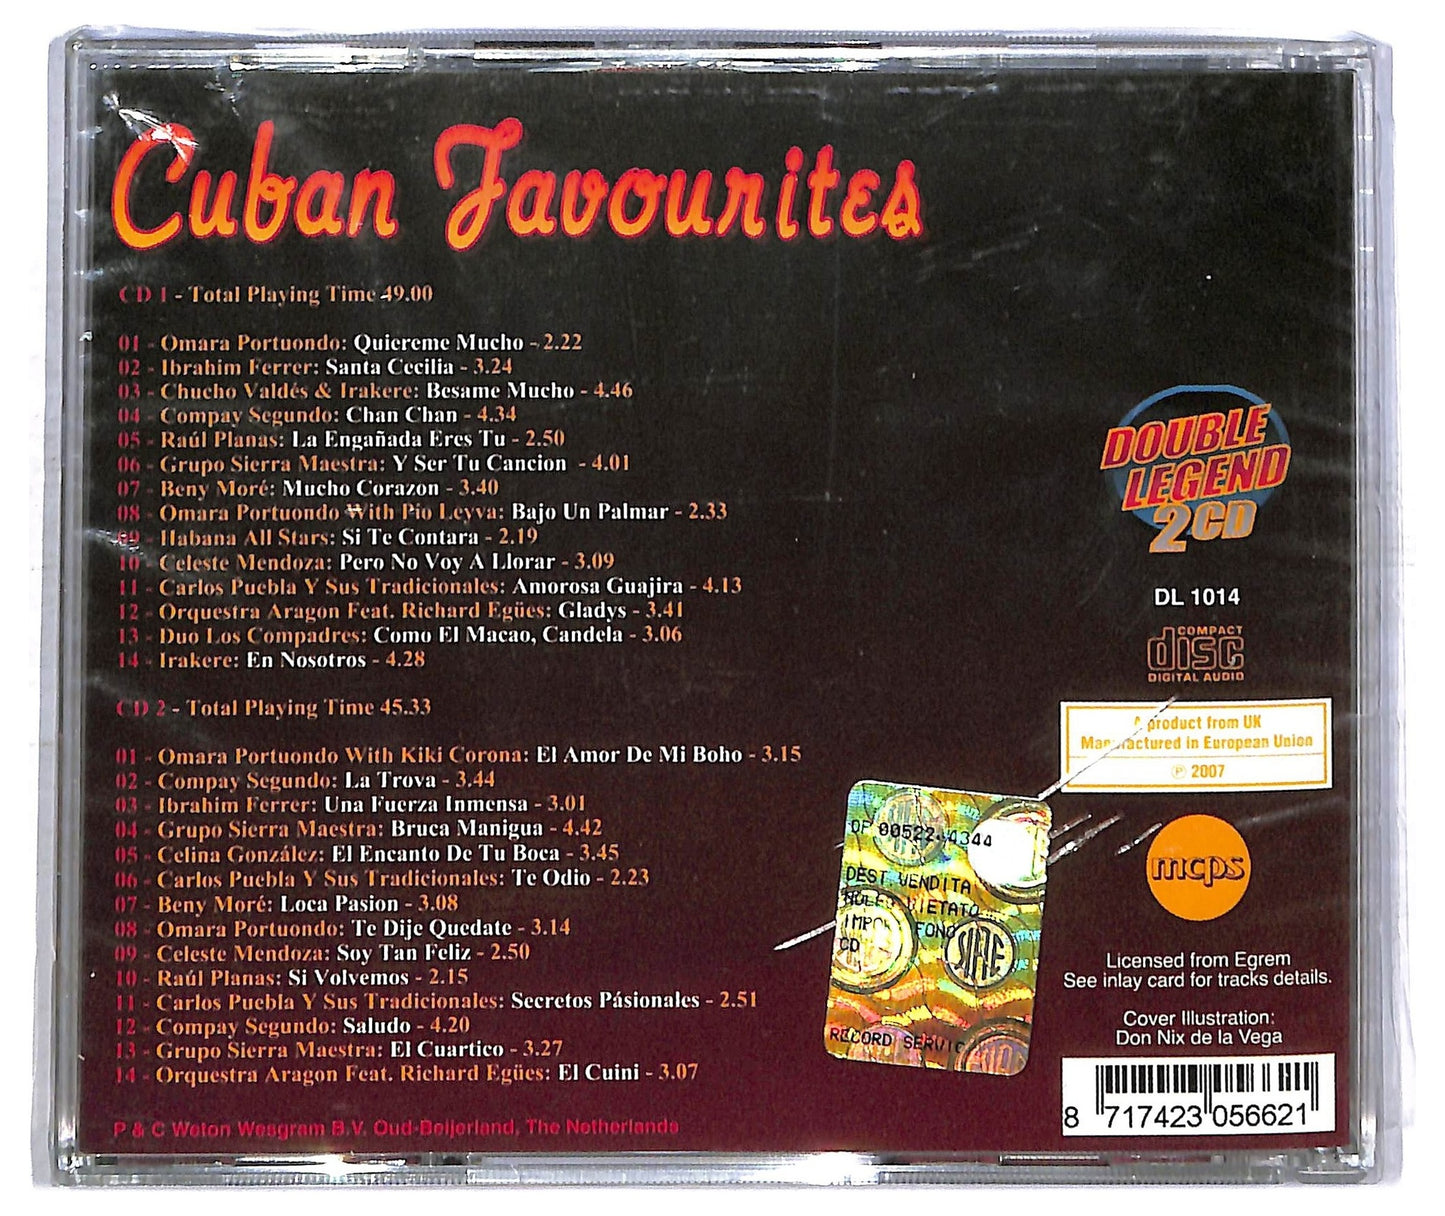 Cuban Favourites
CD 1 - Total Playing Time 49.00
01 - Omara Portuondo: Quiereme Mucho - 2.22
02 - Ibrahim Ferrer: Santa Cecilia - 3.24
03 - Chucho Valdés & Irakere: Besame Mucho - 4.46
04 - Compay Segundo: Chan Chan - 4.34
05 - Raúl Planas: La Engañada Eres Tu - 2.50
06 - Grupo Sierra Maestra: Y Ser Tu Cancion - 4.01
07 - Beny Moré: Mucho Corazon - 3.40
08 - Omara Portuondo With Pio Leyva: Bajo Un Palmar - 2.33
09 - Habana All Stars: Si Te Contara - 2.19
10 - Celeste Mendoza: Pero No Voy A Llorar - 3.09
11 - Carlos Puebla Y Sus Tradicionales: Amorosa Guajira - 4.13
12 - Orquestra Aragon Feat. Richard Egües: Gladys - 3.41
13 - Duo Los Compadres: Como El Macao, Candela - 3.06
14 - Irakere: En Nosotros - 4.28
CD 2 - Total Playing Time 45.33
01 - Omara Portuondo With Kiki Corona: El Amor De Mi Boho - 3.15
02 - Compay Segundo: La Trova - 3.44
03 - Ibrahim Ferrer: Una Fuerza Inmensa - 3.01
04 - Grupo Sierra Maestra: Bruca Manigua - 4.42
05 - Celina González: El Encanto De Tu Boca - 3.45
06 - Carlos Puebla Y Sus Tradicionales: Te Odio - 2.23
07 - Beny Moré: Loca Pasion - 3.08
08 - Omara Portuondo: Te Dije Quedate - 3.14
09 - Celeste Mendoza: Soy Tan Feliz - 2.50
10 - Raúl Planas: Si Volvemos - 2.15
11 - Carlos Puebla Y Sus Tradicionales: Secretos Pásionales - 2.51
12 - Compay Segundo: Saludo - 4.20
13 - Grupo Sierra Maestra: El Cuartico - 3.27
14 - Orquestra Aragon Feat. Richard Egües: El Cuini - 3.07
P & C Weton Wesgram B.V. Oud-Beijerland, The Netherlands
DOUBLE
LEGEND
2 CD
DL 1014
COMPACT
disc
DIGITAL AUDIO
A product from UK
Manufactured in European Union
℗ 2007
mcps
Licensed from Egrem
See inlay card for tracks details.
Cover Illustration:
Don Nix de la Vega
8 717423 056621
DEST VENDITA
CD
SIAE
RECORD SERVIC